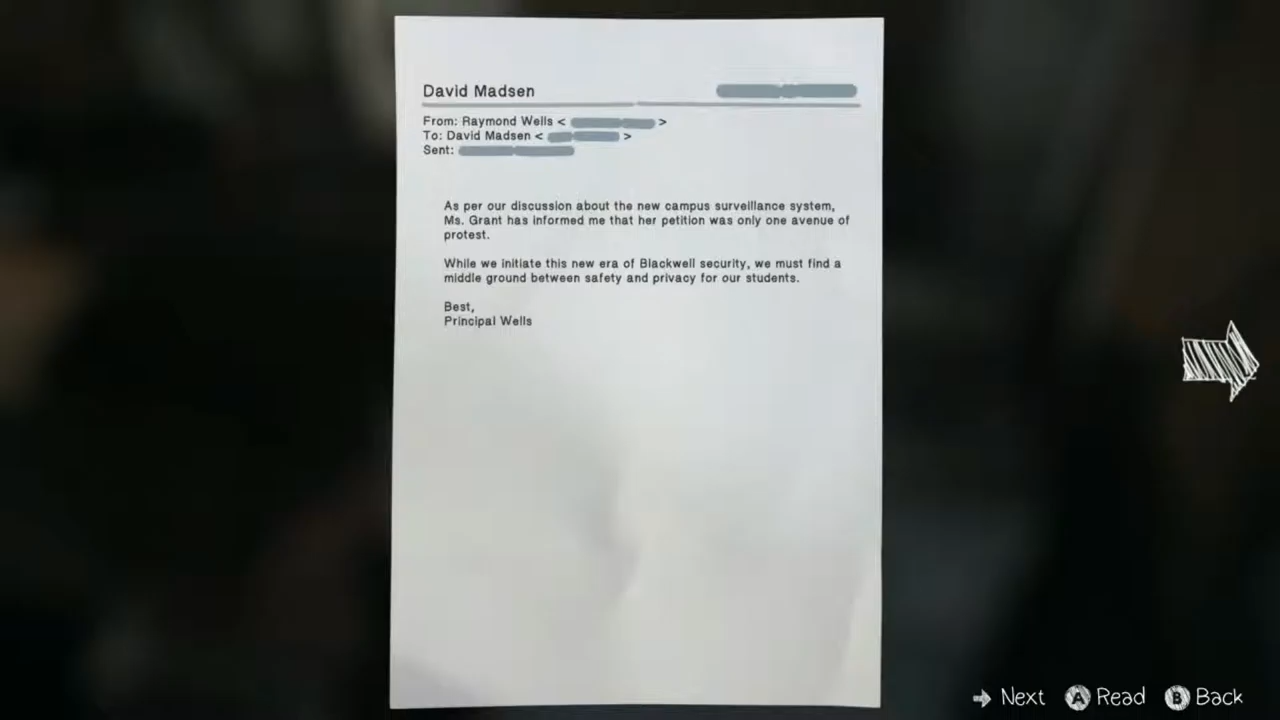 David Madsen
From: Raymond Wells < >
To: David Madsen < >
Sent:
As per our discussion about the new campus surveillance system,
Ms. Grant has informed me that her petition was only one avenue of
protest.
While we initiate this new era of Blackwell security, we must find a
middle ground between safety and privacy for our students.
Best,
Principal Wells
Next A Read B Back